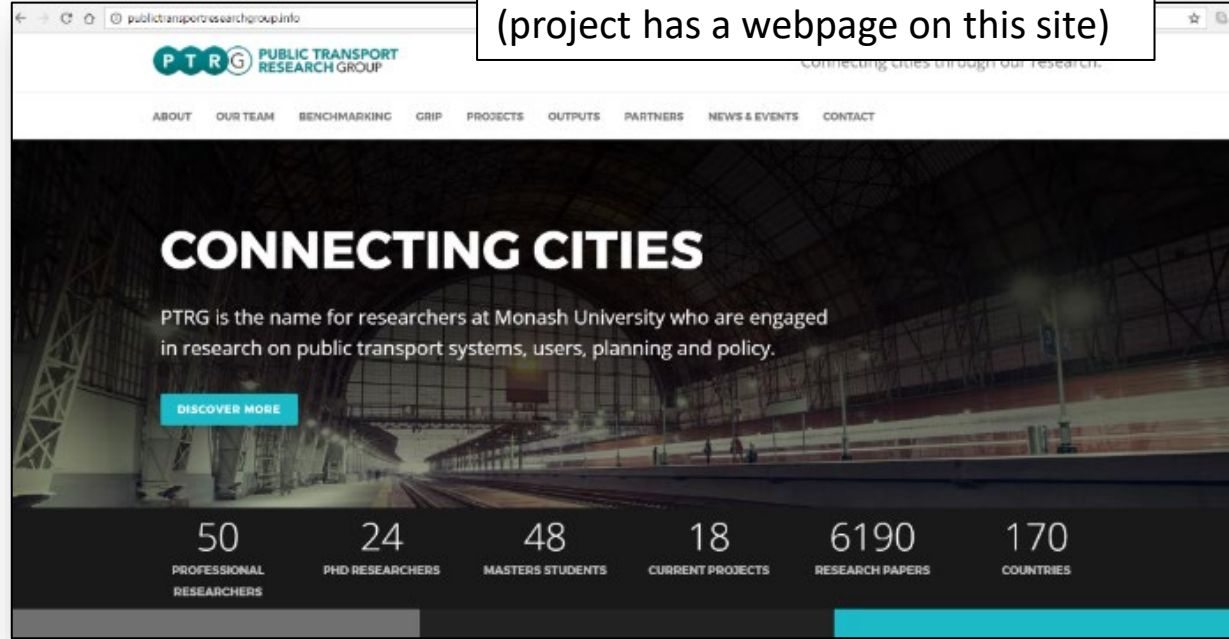 publictransportresearchgroup.info
(project has a webpage on this site)
PTRG PUBLIC TRANSPORT
RESEARCH GROUP
Connecting cities through our research.
ABOUT OUR TEAM BENCHMARKING GRIP PROJECTS OUTPUTS PARTNERS NEWS & EVENTS CONTACT
CONNECTING CITIES
PTRG is the name for researchers at Monash University who are engaged
in research on public transport systems, users, planning and policy.
DISCOVER MORE
50 24 48 18 6190 170
PROFESSIONAL PHD RESEARCHERS MASTERS STUDENTS CURRENT PROJECTS RESEARCH PAPERS COUNTRIES
RESEARCHERS